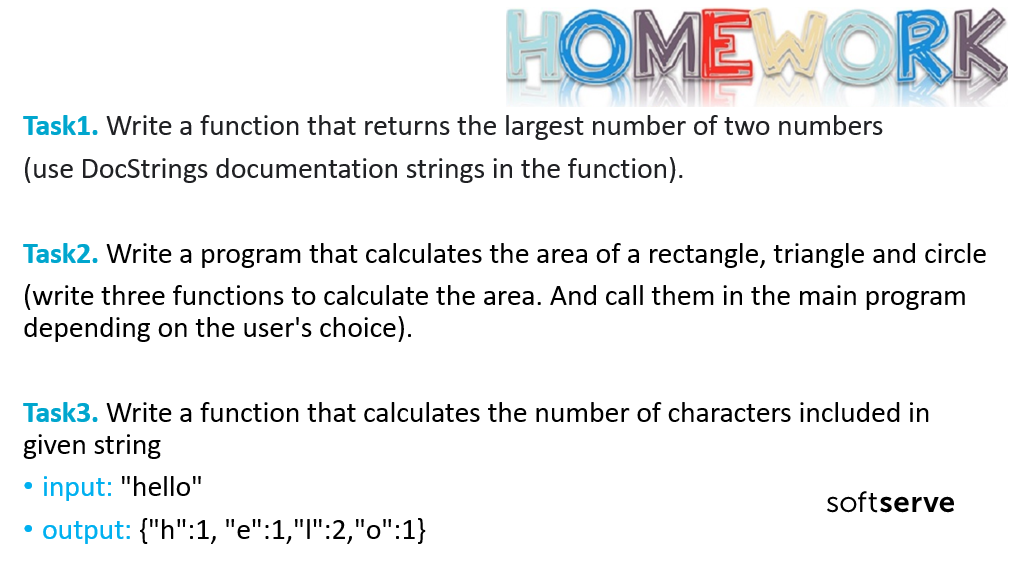 HOMEWORK
Task1. Write a function that returns the largest number of two numbers
(use DocStrings documentation strings in the function).
Task2. Write a program that calculates the area of a rectangle, triangle and circle
(write three functions to calculate the area. And call them in the main program
depending on the user's choice).
Task3. Write a function that calculates the number of characters included in
given string
• input: "hello"
• output: {"h":1, "e":1,"l":2,"o":1}
softserve